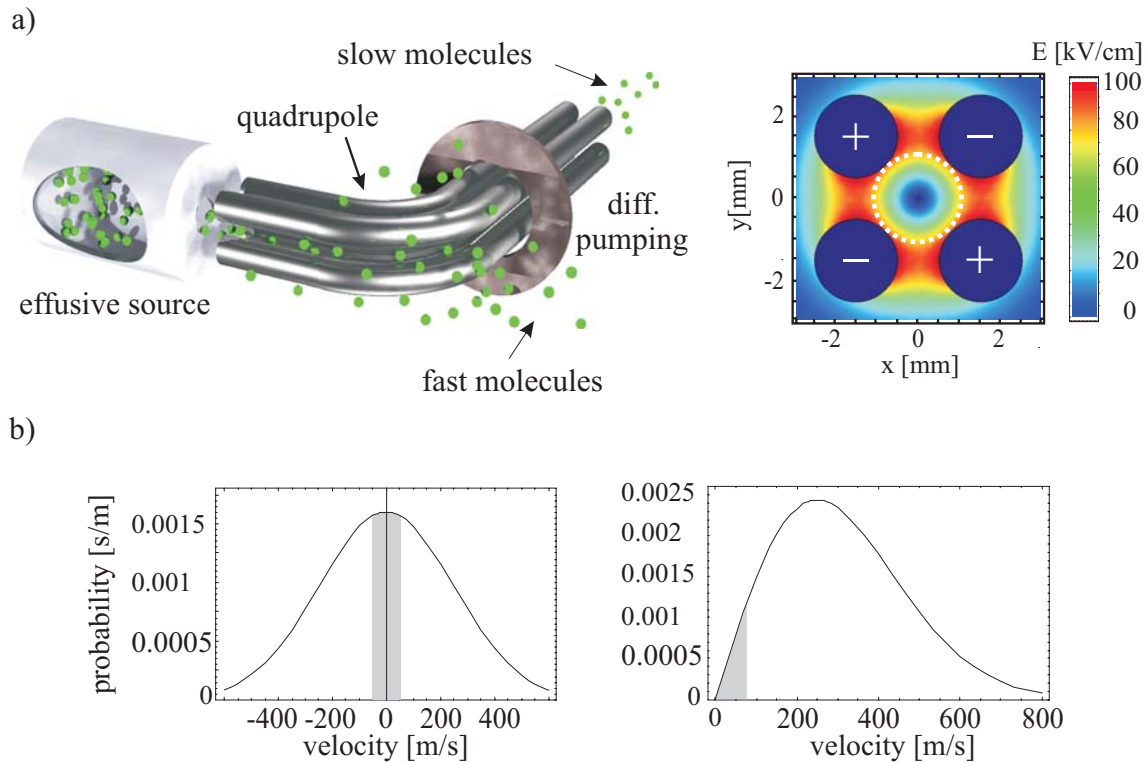 a)
slow molecules
quadrupole
effusive source
fast molecules
diff.
pumping
E [kV/cm]
100
80
60
40
20
0
y[mm]
2
0
-2
+
−
−
+
-2
0
2
x [mm]
b)
probability [s/m]
0.0015
0.001
0.0005
0
-400
-200
0
200
400
velocity [m/s]
0.0025
0.002
0.0015
0.001
0.0005
0
0
200
400
600
800
velocity [m/s]